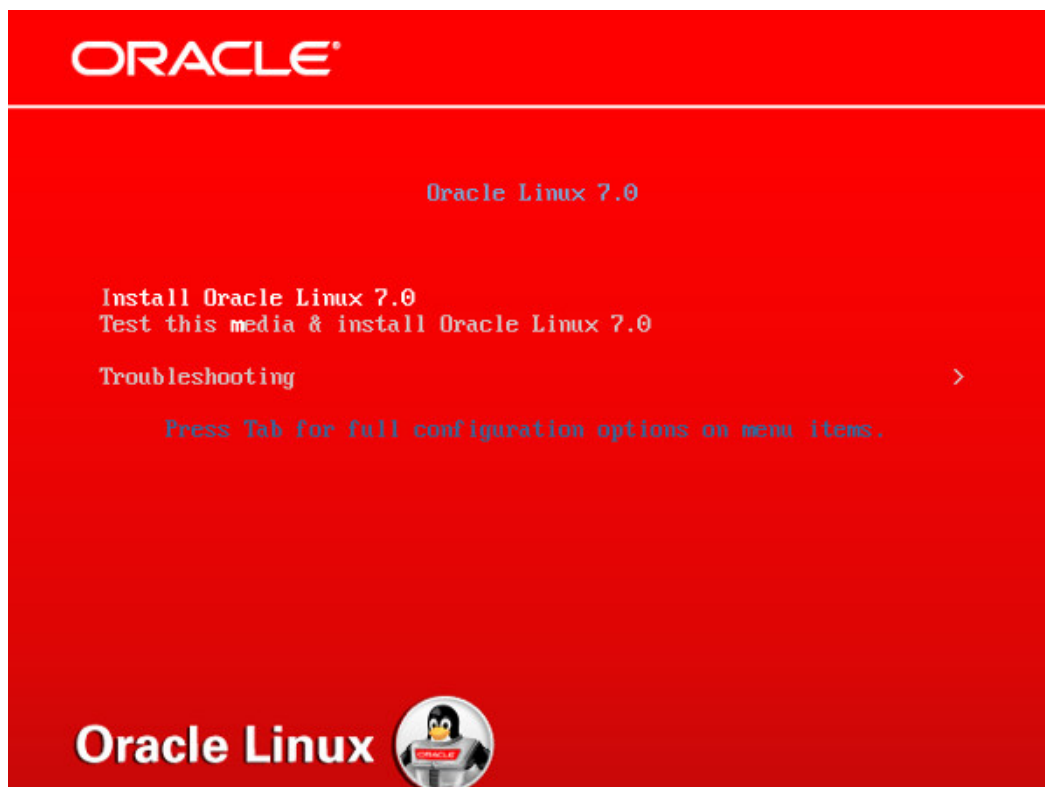 ORACLE®
Oracle Linux 7.0
Install Oracle Linux 7.0
Test this media & install Oracle Linux 7.0
Troubleshooting >
Press Tab for full configuration options on menu items.
Oracle Linux
ORACLE